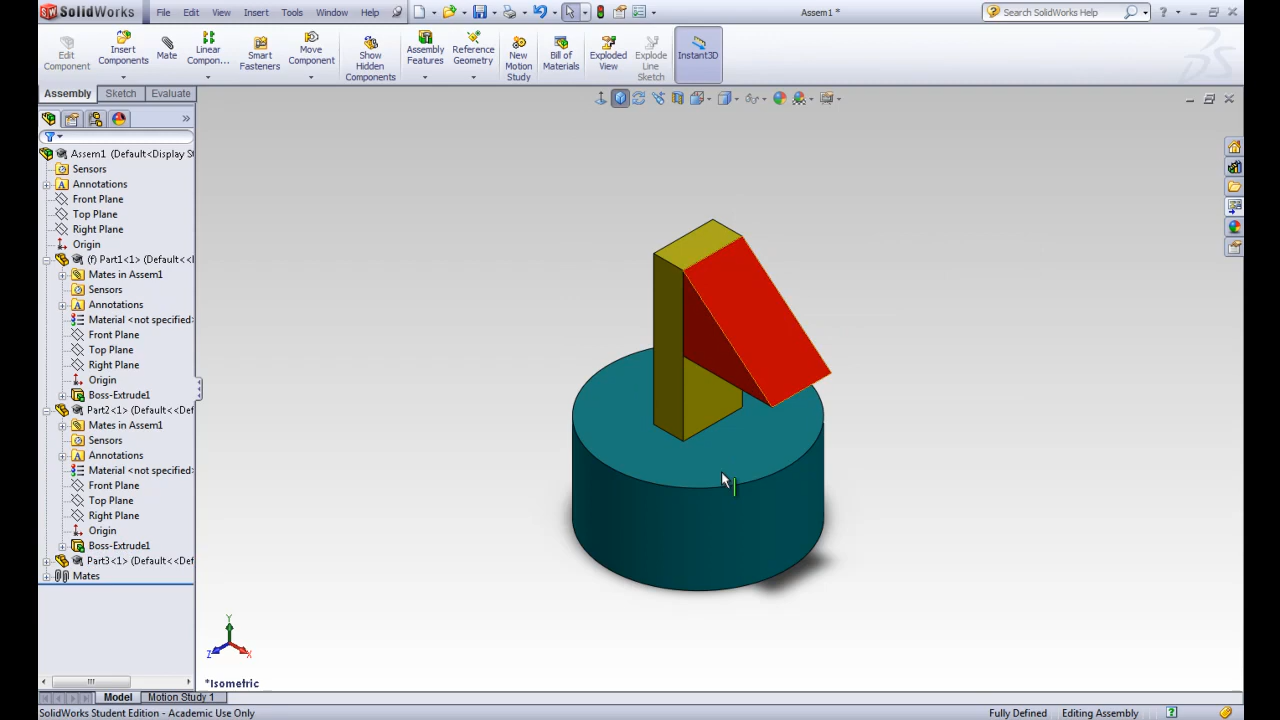 SolidWorks File Edit View Insert Tools Window Help Assem1 * Search SolidWorks Help
Edit Component
Insert Components
Mate
Linear Compon...
Smart Fasteners
Move Component
Show Hidden Components
Assembly Features
Reference Geometry
New Motion Study
Bill of Materials
Exploded View
Explode Line Sketch
Instant3D
Assembly Sketch Evaluate
Assem1 (Default<Display St
Sensors
Annotations
Front Plane
Top Plane
Right Plane
Origin
(f) Part1<1> (Default<<
Mates in Assem1
Sensors
Annotations
Material <not specified>
Front Plane
Top Plane
Right Plane
Origin
Boss-Extrude1
Part2<1> (Default<<Def
Mates in Assem1
Sensors
Annotations
Material <not specified>
Front Plane
Top Plane
Right Plane
Origin
Boss-Extrude1
Part3<1> (Default<<Def
Mates
Y
Z X
*Isometric
Model Motion Study 1
SolidWorks Student Edition - Academic Use Only Fully Defined Editing Assembly